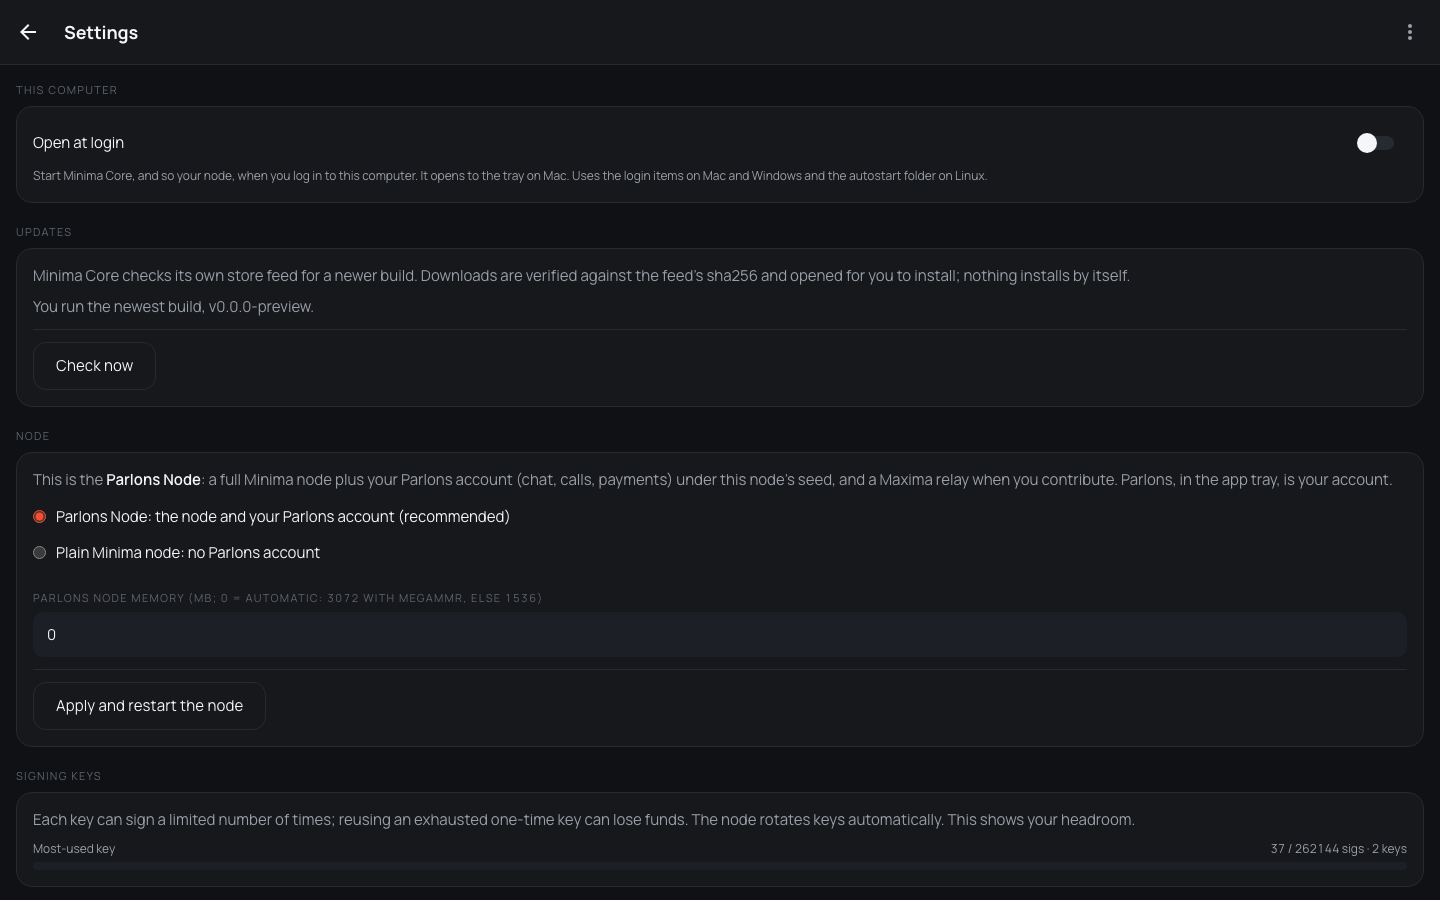 Settings
THIS COMPUTER
Open at login
Start Minima Core, and so your node, when you log in to this computer. It opens to the tray on Mac. Uses the login items on Mac and Windows and the autostart folder on Linux.
UPDATES
Minima Core checks its own store feed for a newer build. Downloads are verified against the feed's sha256 and opened for you to install; nothing installs by itself.
You run the newest build, v0.0.0-preview.
Check now
NODE
This is the Parlons Node: a full Minima node plus your Parlons account (chat, calls, payments) under this node's seed, and a Maxima relay when you contribute. Parlons, in the app tray, is your account.
Parlons Node: the node and your Parlons account (recommended)
Plain Minima node: no Parlons account
PARLONS NODE MEMORY (MB; 0 = AUTOMATIC: 3072 WITH MEGAMMR, ELSE 1536)
0
Apply and restart the node
SIGNING KEYS
Each key can sign a limited number of times; reusing an exhausted one-time key can lose funds. The node rotates keys automatically. This shows your headroom.
Most-used key 37 / 262144 sigs · 2 keys